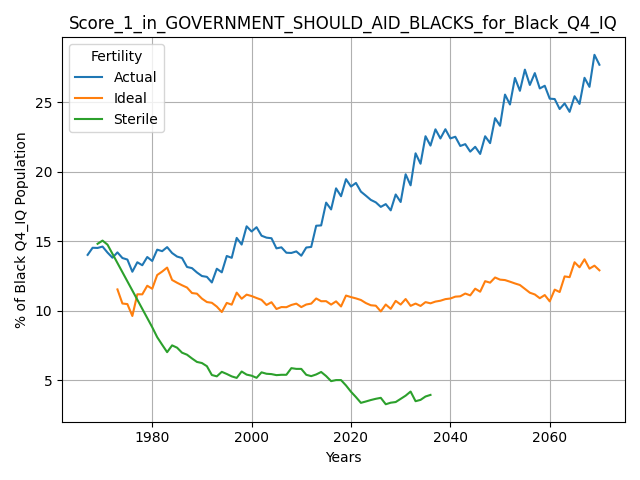 Score_1_in_GOVERNMENT_SHOULD_AID_BLACKS_for_Black_Q4_IQ
Fertility
Actual
Ideal
Sterile
% of Black Q4_IQ Population
25
20
15
10
5
1980 2000 2020 2040 2060
Years